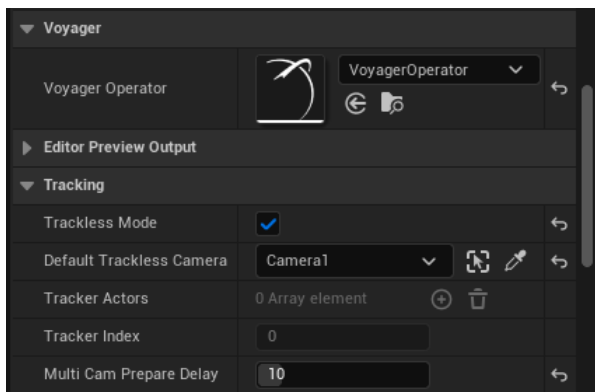 Voyager
Voyager Operator
VoyagerOperator
Editor Preview Output
Tracking
Trackless Mode
Default Trackless Camera Camera1
Tracker Actors 0 Array element
Tracker Index 0
Multi Cam Prepare Delay 10